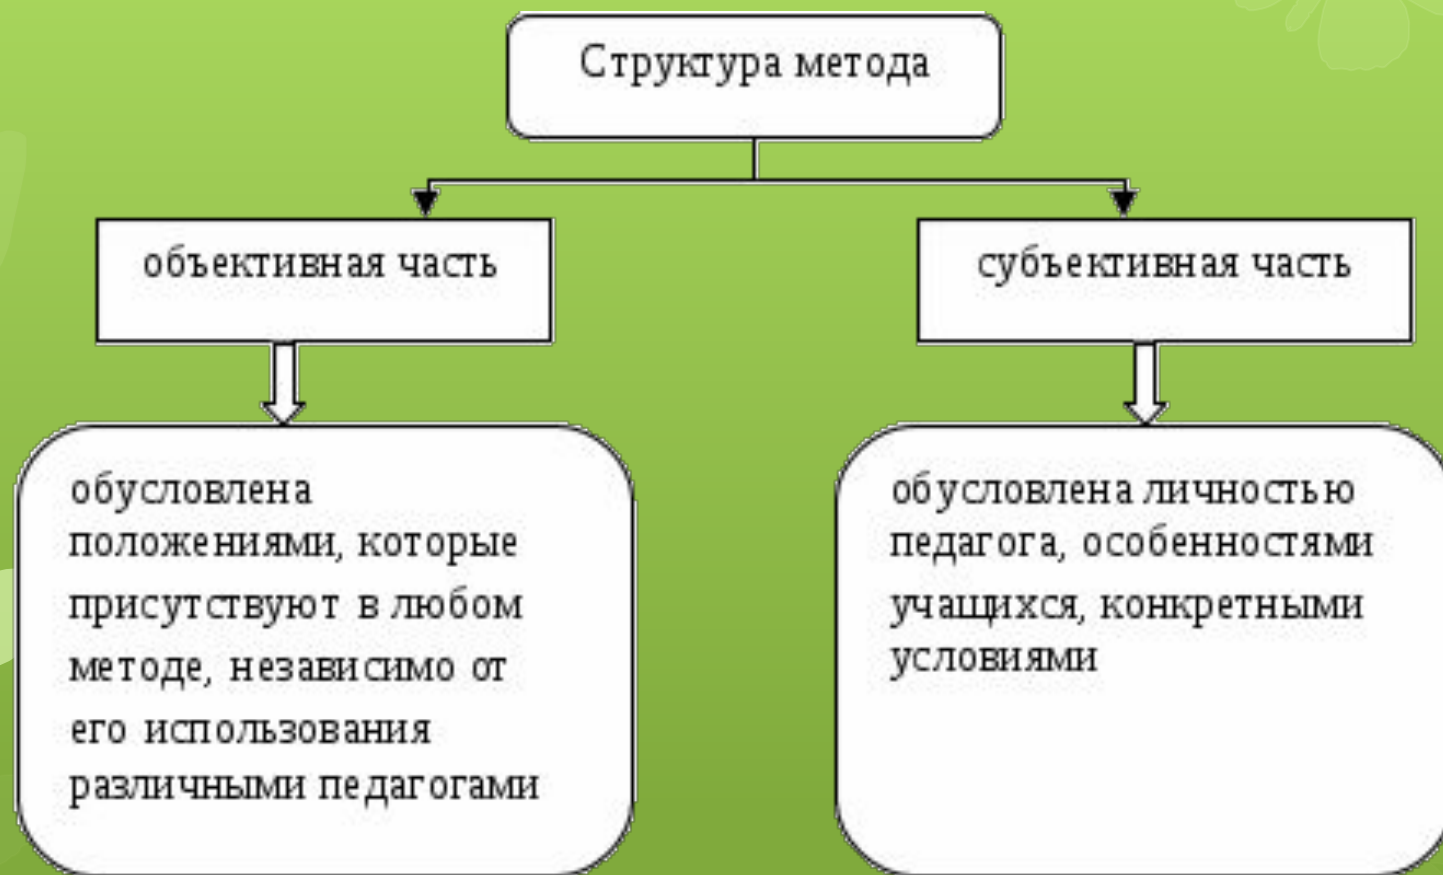 Структура метода
объективная часть
субъективная часть
обусловлена
положениями, которые
присутствуют в любом
методе, независимо от
его использования
различными педагогами
обусловлена личностью
педагога, особенностями
учащихся, конкретными
условиями